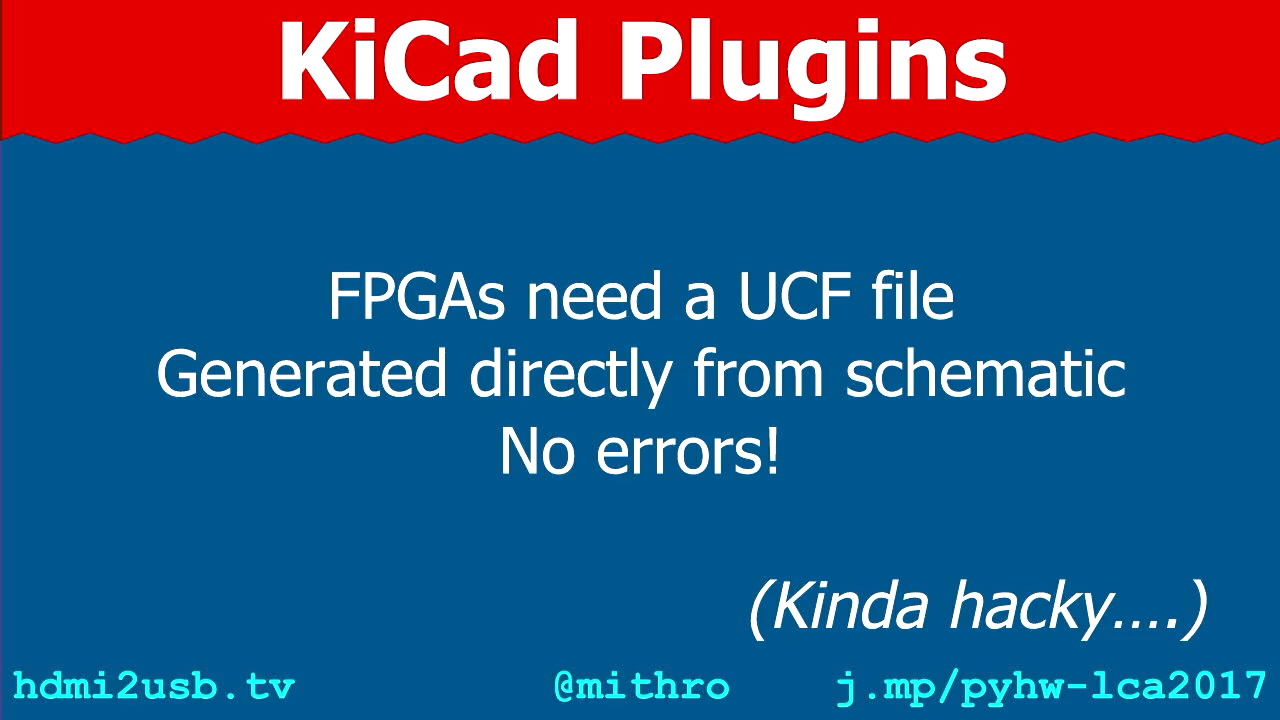 KiCad Plugins
FPGAs need a UCF file
Generated directly from schematic
No errors!
(Kinda hacky….)
hdmi2usb.tv @mithro j.mp/pyhw-lca2017